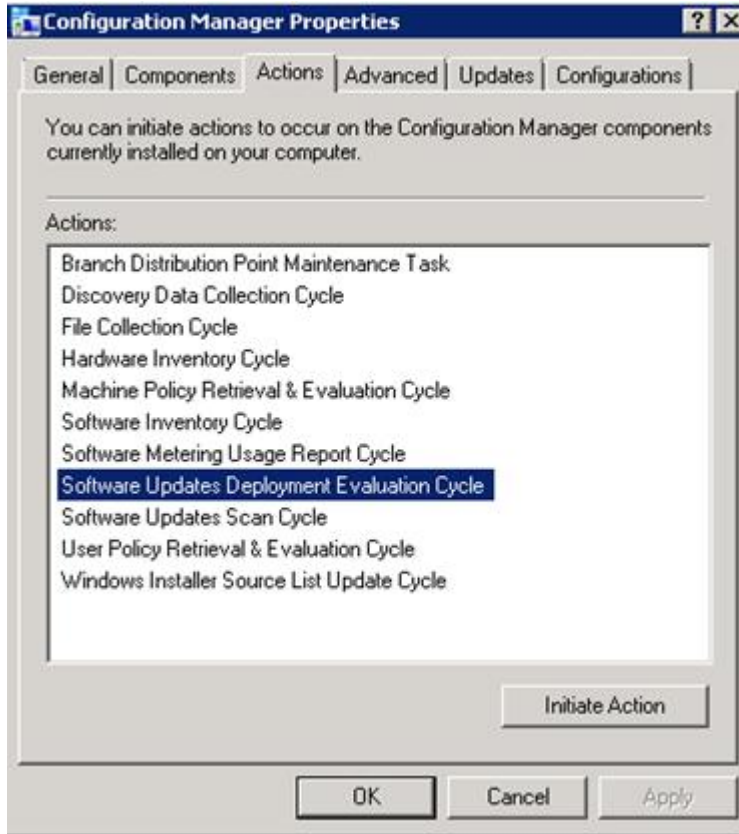 Configuration Manager Properties
General Components Actions Advanced Updates Configurations
You can initiate actions to occur on the Configuration Manager components
currently installed on your computer.
Actions:
Branch Distribution Point Maintenance Task
Discovery Data Collection Cycle
File Collection Cycle
Hardware Inventory Cycle
Machine Policy Retrieval & Evaluation Cycle
Software Inventory Cycle
Software Metering Usage Report Cycle
Software Updates Deployment Evaluation Cycle
Software Updates Scan Cycle
User Policy Retrieval & Evaluation Cycle
Windows Installer Source List Update Cycle
Initiate Action
OK Cancel Apply